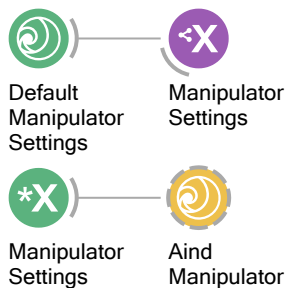 <X
Default
Manipulator
Settings
Manipulator
Settings
*X
Manipulator
Settings
Aind
Manipulator